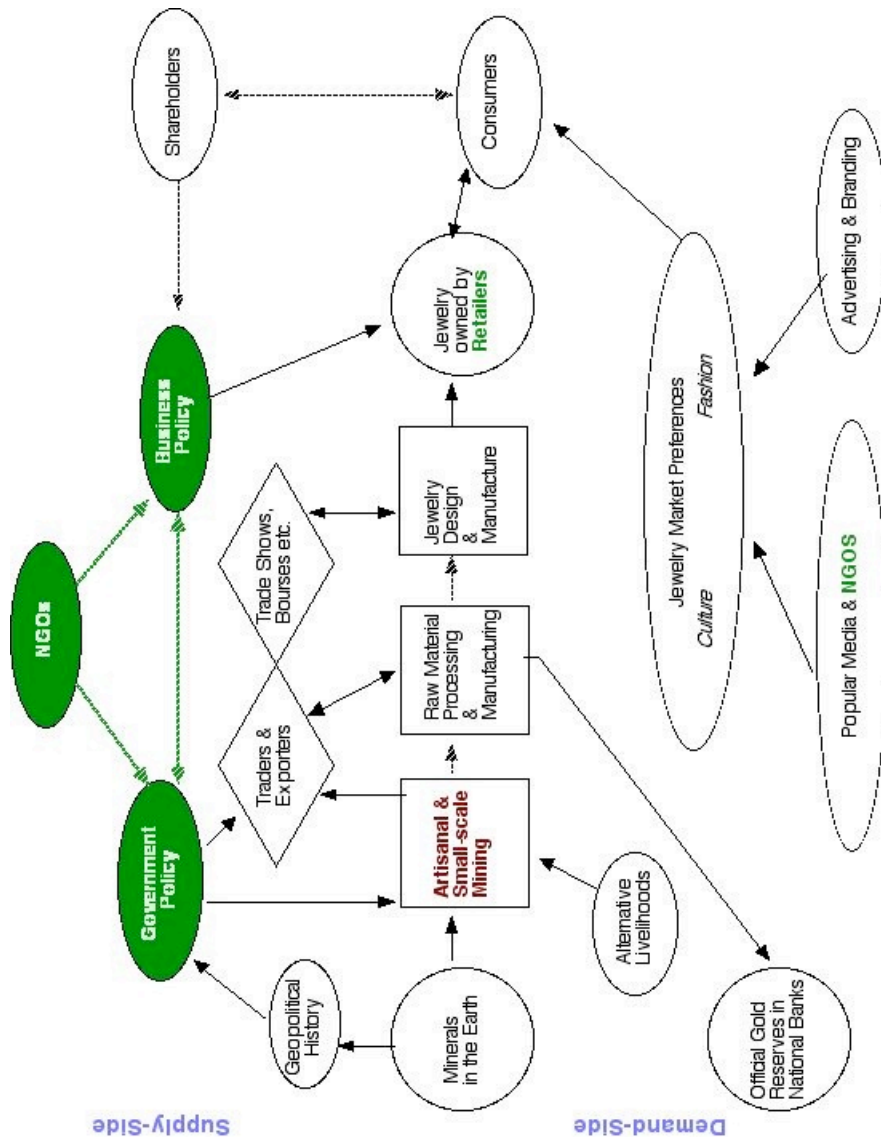 NGOs
Government
Policy
Business
Policy
Shareholders
Geopolitical
History
Traders &
Exporters
Trade Shows,
Bourses etc.
Minerals
in the Earth
Artisanal &
Small-scale
Mining
Raw Material
Processing
&
Manufacturing
Jewelry
Design
&
Manufacture
Jewelry
owned by
Retailers
Consumers
Alternative
Livelihoods
Official Gold
Reserves in
National Banks
Jewelry Market Preferences
Culture
Fashion
Popular Media & NGOS
Advertising & Branding
Supply-Side
Demand-Side